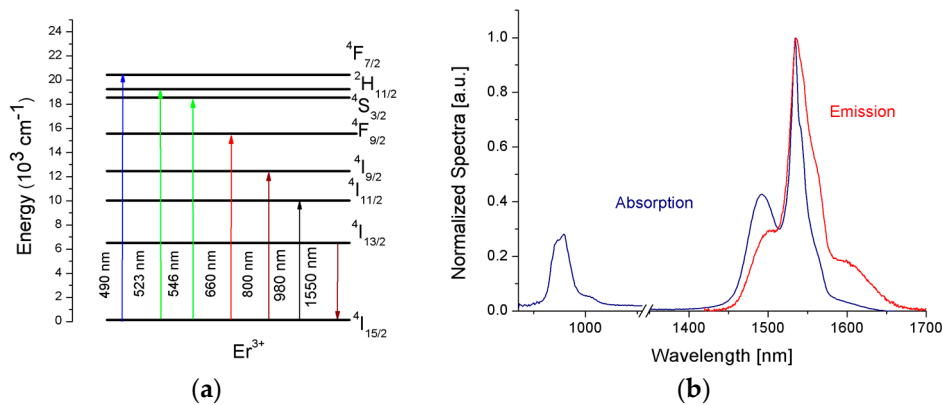 Energy (10³ cm⁻¹)
24
22
20
18
16
14
12
10
8
6
4
2
0
⁴F₇/₂
²H₁₁/₂
⁴S₃/₂
⁴F₉/₂
⁴I₉/₂
⁴I₁₁/₂
⁴I₁₃/₂
⁴I₁₅/₂
490 nm
523 nm
546 nm
660 nm
800 nm
980 nm
1550 nm
Er³⁺
(a)
Normalized Spectra [a.u.]
1.0
0.8
0.6
0.4
0.2
0.0
Emission
Absorption
1000 1400 1500 1600 1700
Wavelength [nm]
(b)